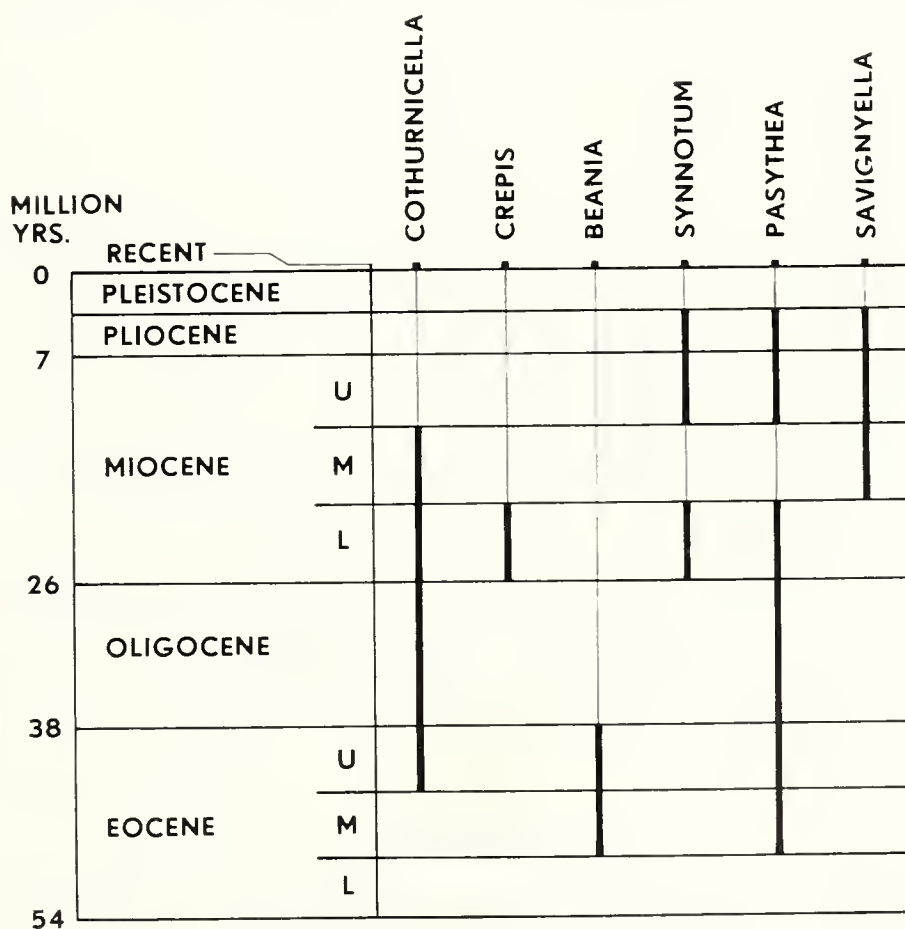 COTHURNICELLA
CREPIS
BEANIA
SYNNOTUM
PASYTHEA
SAVIGNYELLA
MILLION
YRS.
RECENT
0
PLEISTOCENE
PLIOCENE
7
U
MIOCENE
M
L
26
OLIGOCENE
38
U
EOCENE
M
L
54